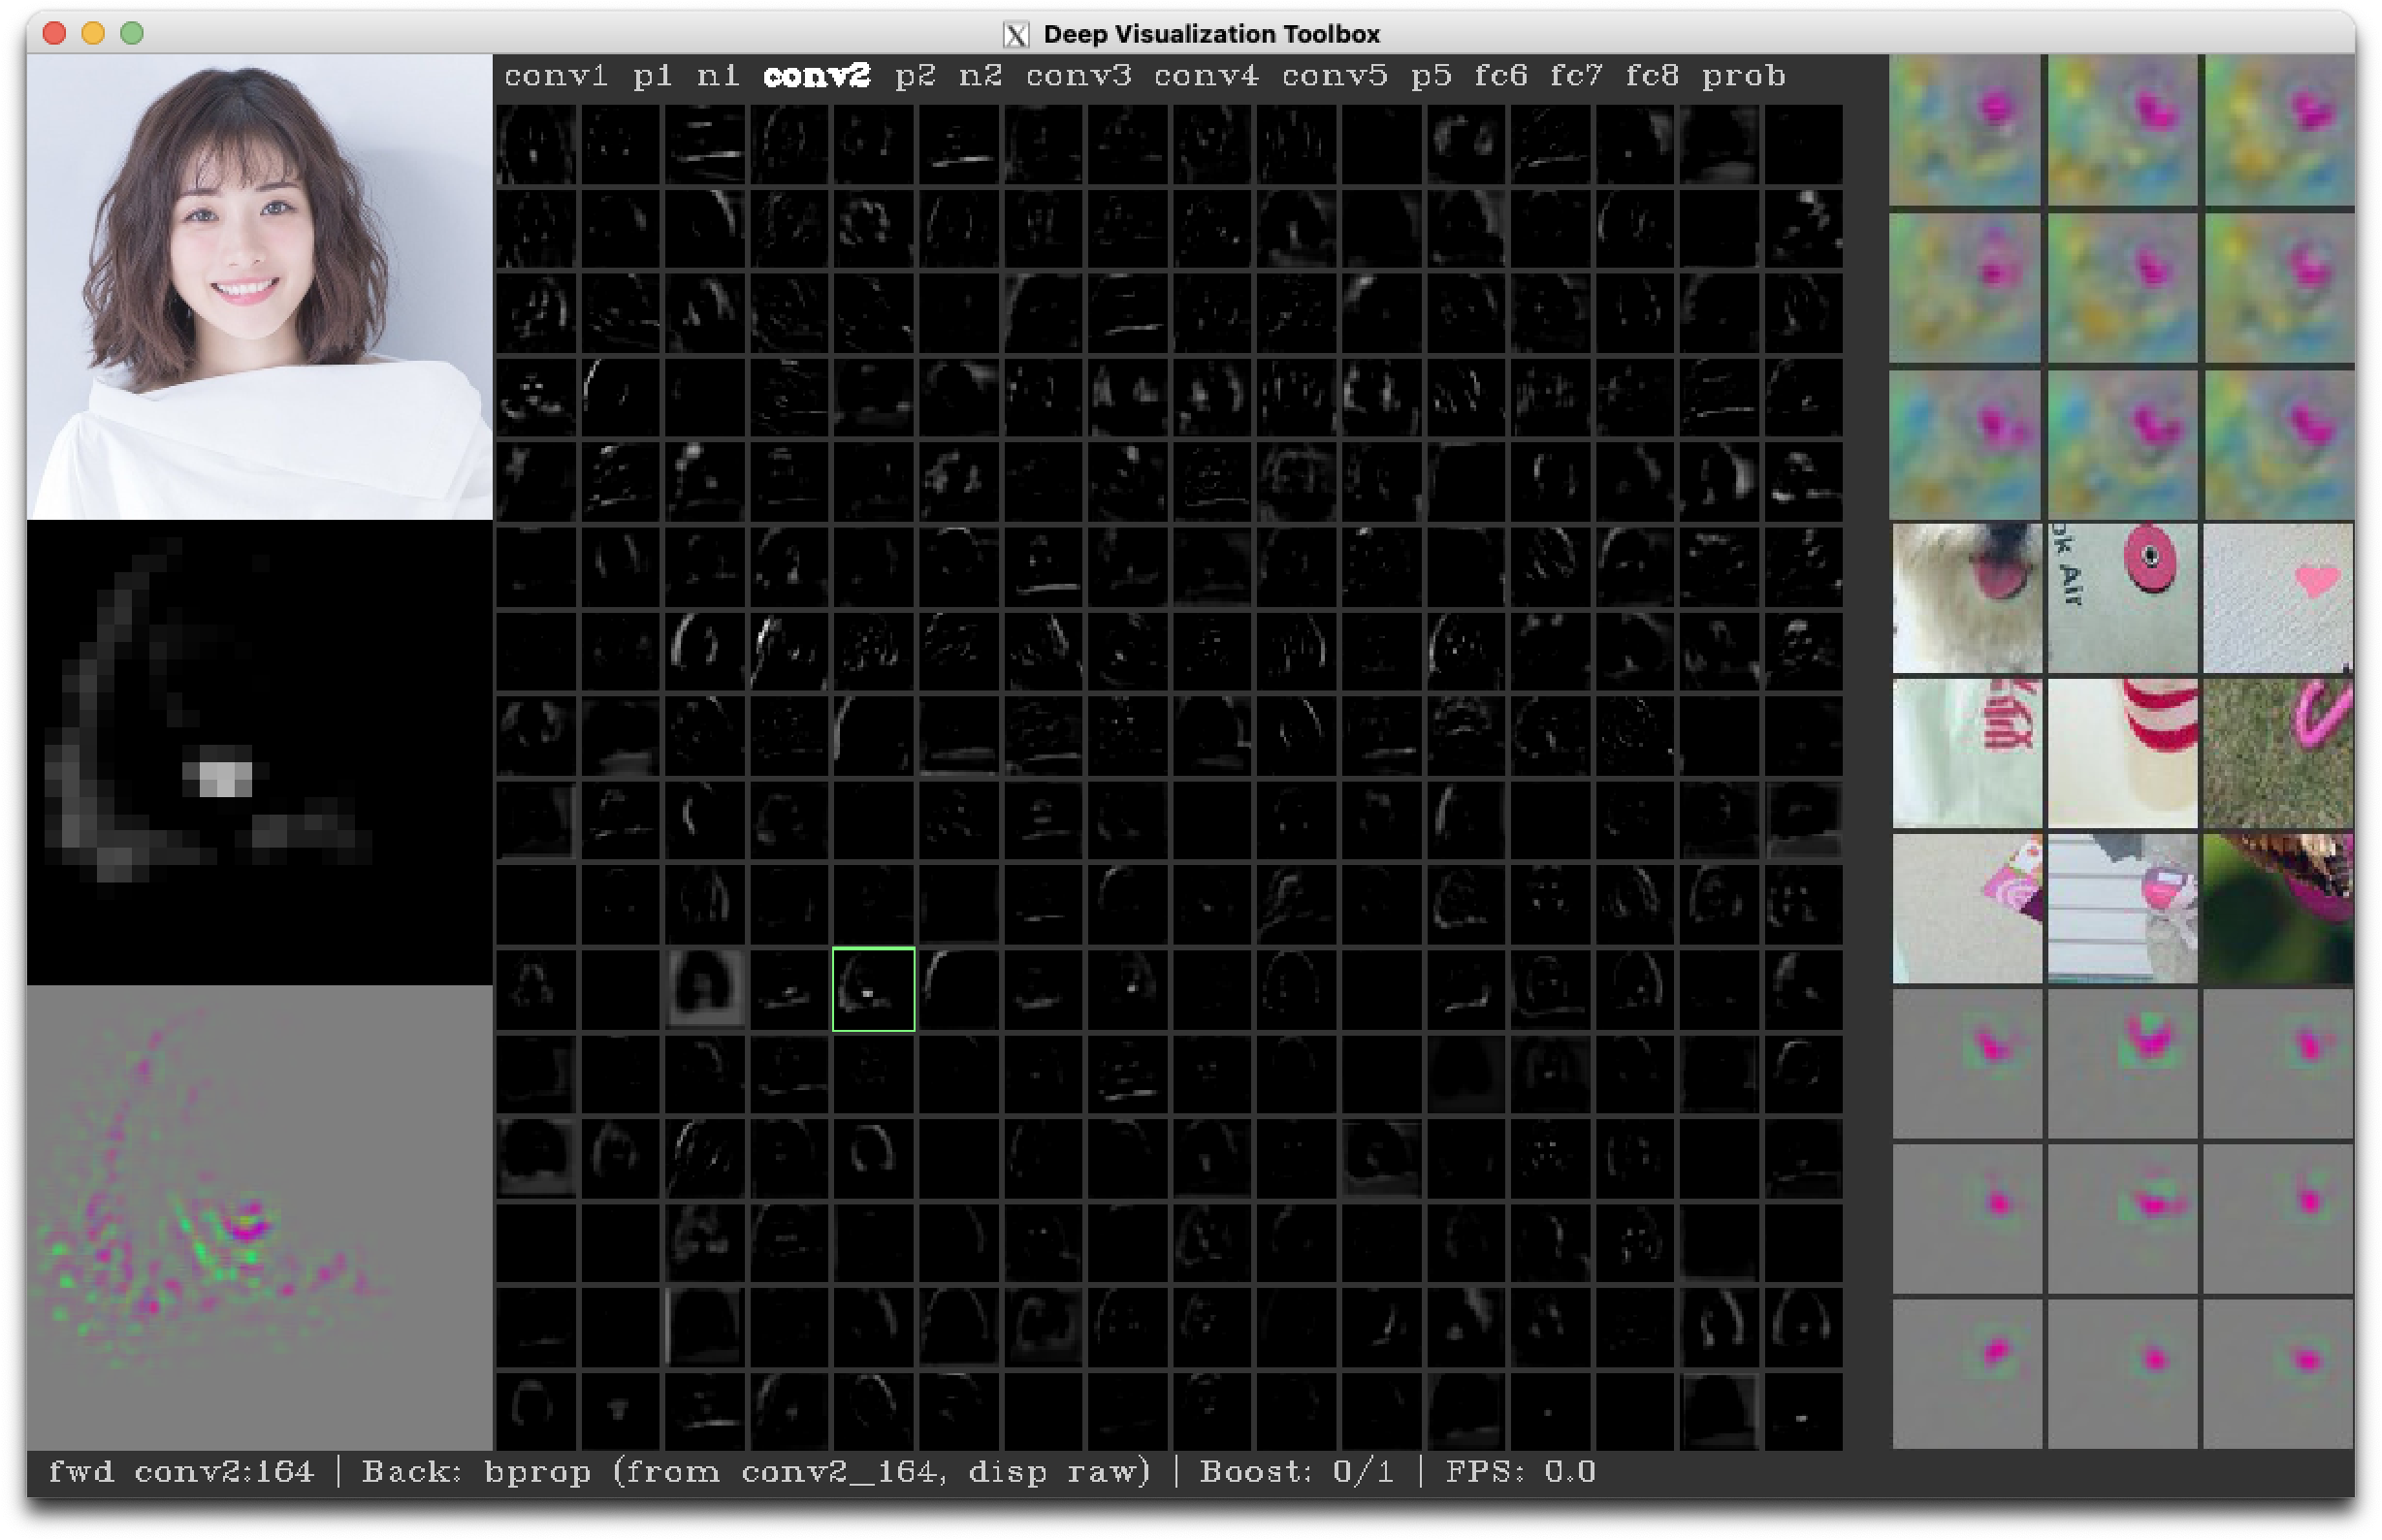 X Deep Visualization Toolbox
conv1 p1 n1 conv2 p2 n2 conv3 conv4 conv5 p5 fc6 fc7 fc8 prob
ok Air
fwd conv2:164 | Back: bprop (from conv2_164, disp raw) | Boost: 0/1 | FPS: 0.0